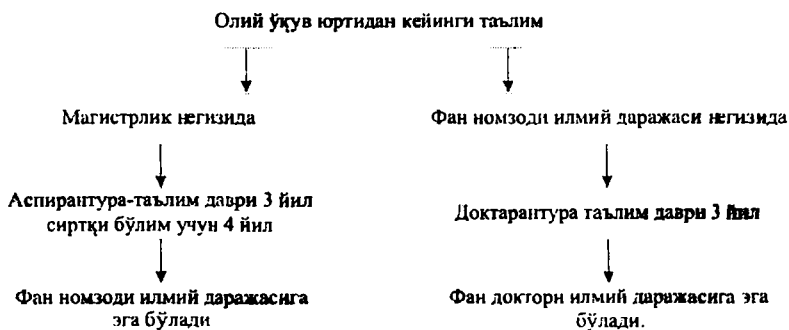 Олий ўқув юртидан кейинги таълим
Магистрлик негизида
Фан номзоди илмий даражаси негизида
Аспирантура-таълим даври 3 йил
сиртқи бўлим учун 4 йил
Доктарантура таълим даври 3 йил
Фан номзоди илмий даражасига
эга бўлади
Фан доктори илмий даражасига эга
бўлади.